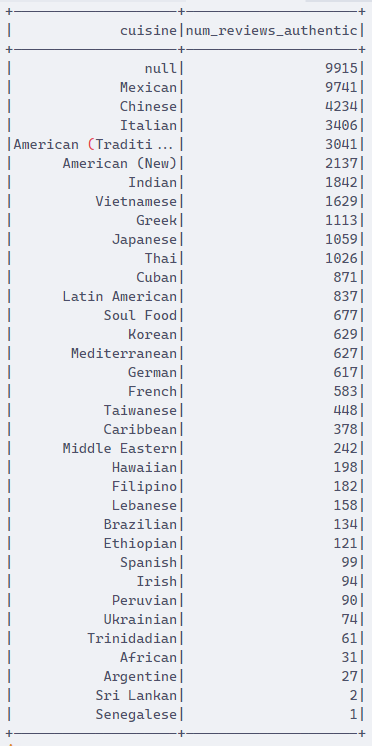 +--------------------+-------------------+
| cuisine|num_reviews_authentic|
+--------------------+-------------------+
| null| 9915|
| Mexican| 9741|
| Chinese| 4234|
| Italian| 3406|
|American (Traditi...| 3041|
| American (New)| 2137|
| Indian| 1842|
| Vietnamese| 1629|
| Greek| 1113|
| Japanese| 1059|
| Thai| 1026|
| Cuban| 871|
| Latin American| 837|
| Soul Food| 677|
| Korean| 629|
| Mediterranean| 627|
| German| 617|
| French| 583|
| Taiwanese| 448|
| Caribbean| 378|
| Middle Eastern| 242|
| Hawaiian| 198|
| Filipino| 182|
| Lebanese| 158|
| Brazilian| 134|
| Ethiopian| 121|
| Spanish| 99|
| Irish| 94|
| Peruvian| 90|
| Ukrainian| 74|
| Trinidadian| 61|
| African| 31|
| Argentine| 27|
| Sri Lankan| 2|
| Senegalese| 1|
+--------------------+-------------------+